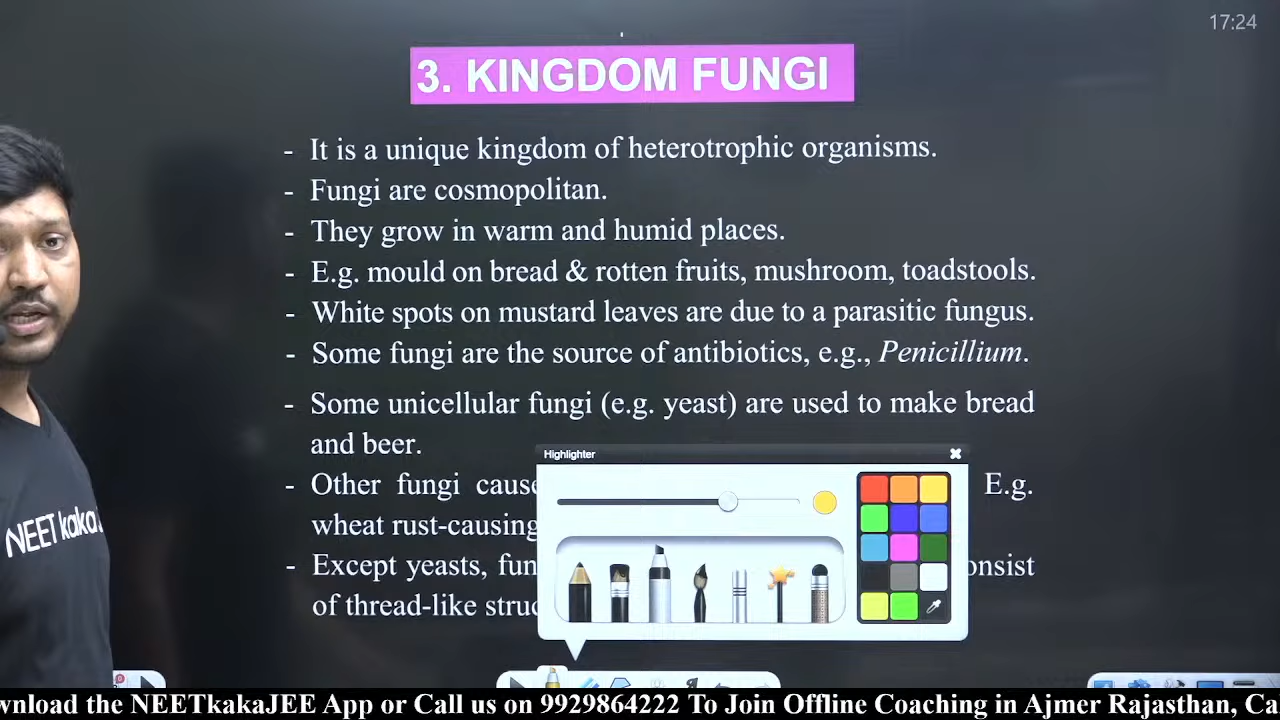 17:24
3. KINGDOM FUNGI
- It is a unique kingdom of heterotrophic organisms.
- Fungi are cosmopolitan.
- They grow in warm and humid places.
- E.g. mould on bread & rotten fruits, mushroom, toadstools.
- White spots on mustard leaves are due to a parasitic fungus.
- Some fungi are the source of antibiotics, e.g., Penicillium.
- Some unicellular fungi (e.g. yeast) are used to make bread
and beer.
Highlighter
- Other fungi cause E.g.
wheat rust-causing
- Except yeasts, fun onsist
of thread-like struc
NEET kaka J
wnload the NEETkakaJEE App or Call us on 9929864222 To Join Offline Coaching in Ajmer Rajasthan, Ca